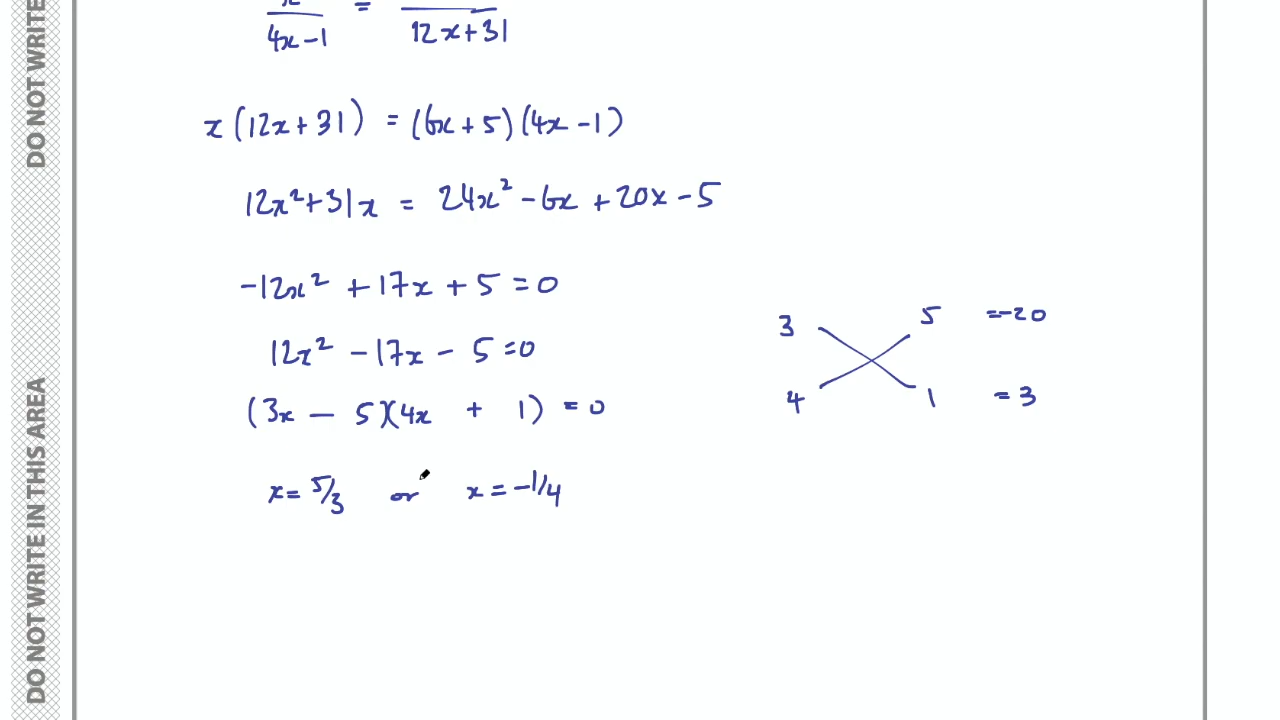 DO NOT WRITE
x
4x-1 = 12x+31
x(12x+31) = (6x+5)(4x-1)
12x²+31x = 24x² -6x +20x -5
-12x² +17x +5 =0
3 5 =-20
12x² -17x - 5 =0
4 1 =3
(3x - 5)(4x + 1) = 0
x= 5/3 or x = -1/4
DO NOT WRITE IN THIS AREA